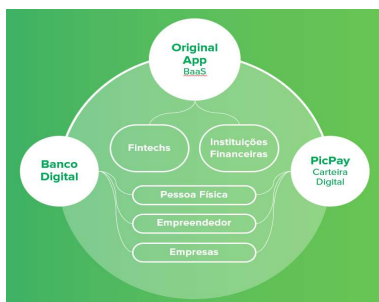 Original
App
BaaS
Fintechs
Instituições
Financeiras
Banco
Digital
PicPay
Carteira
Digital
Pessoa Física
Empreendedor
Empresas